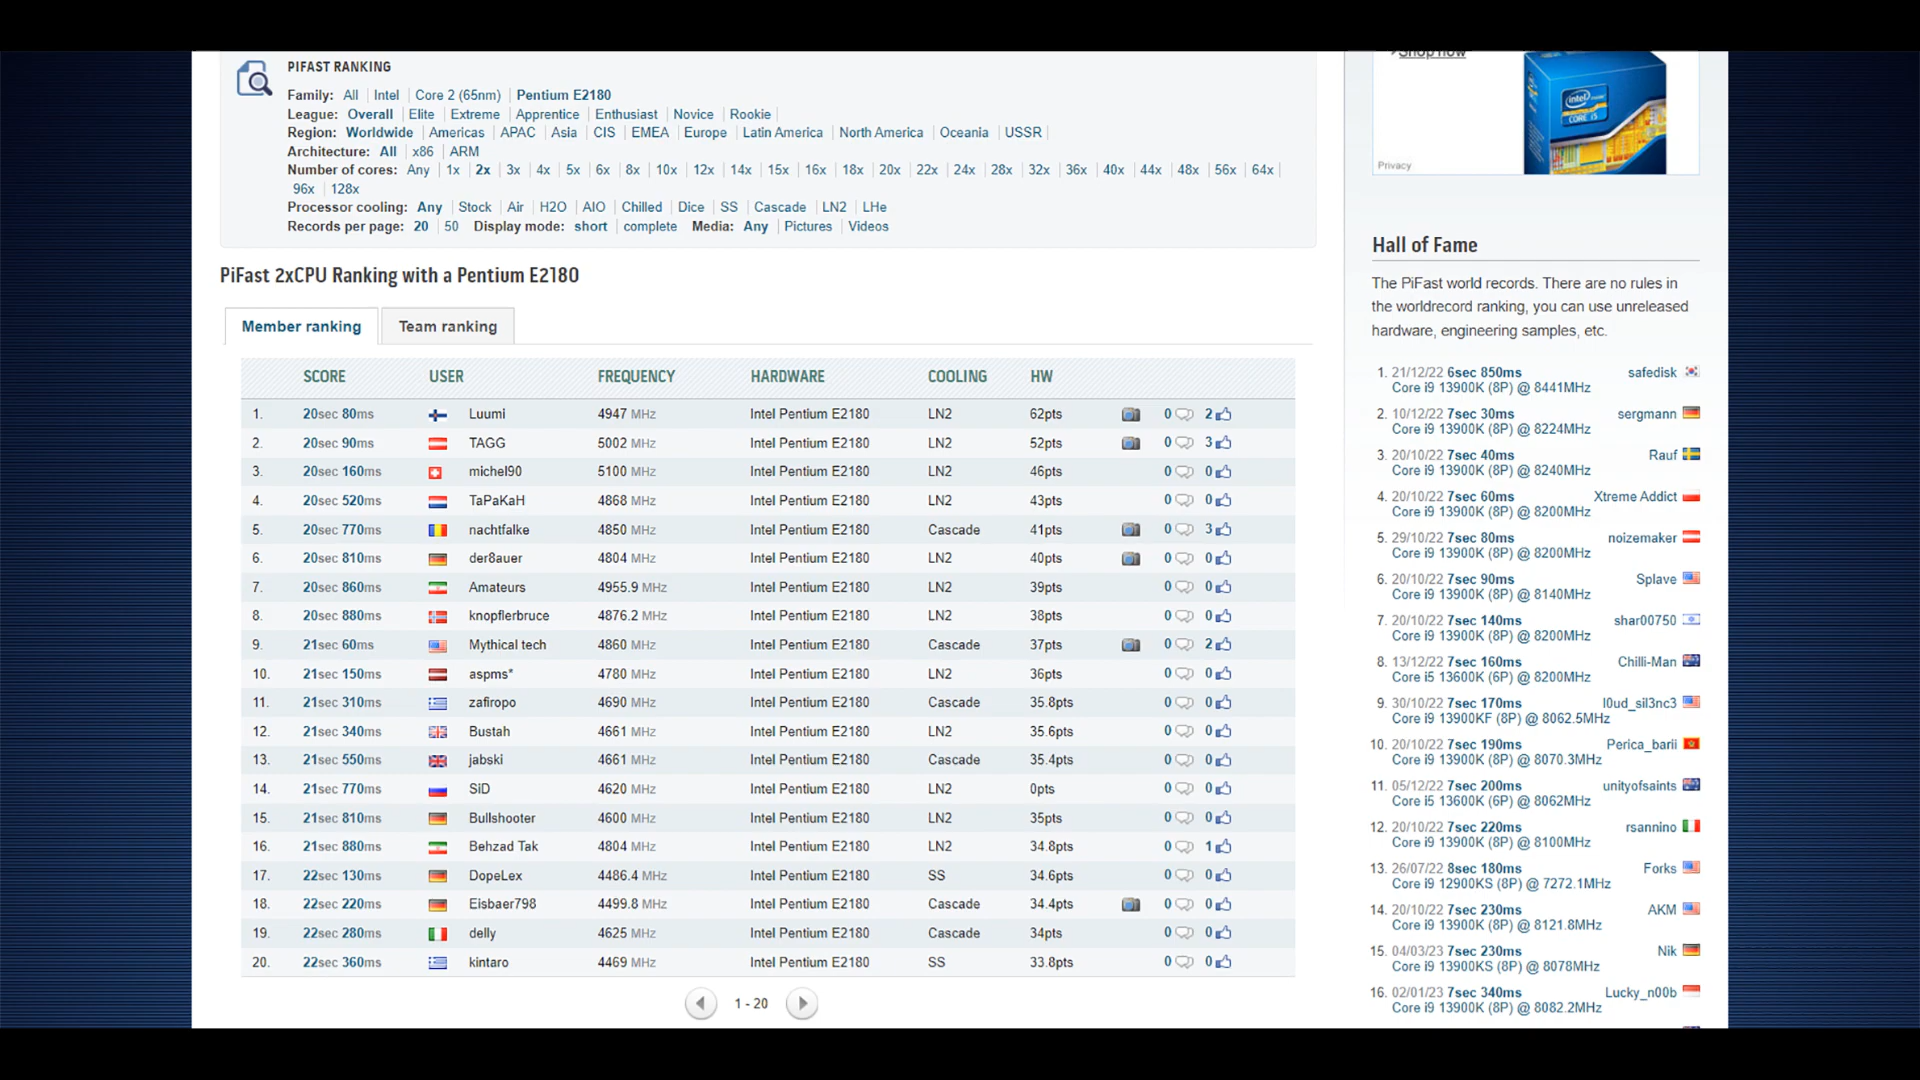 PIFAST RANKING
Family: All | Intel | Core 2 (65nm) | Pentium E2180
League: Overall | Elite | Extreme | Apprentice | Enthusiast | Novice | Rookie |
Region: Worldwide | Americas | APAC | Asia | CIS | EMEA | Europe | Latin America | North America | Oceania | USSR |
Architecture: All | x86 | ARM
Number of cores: Any | 1x | 2x | 3x | 4x | 5x | 6x | 8x | 10x | 12x | 14x | 15x | 16x | 18x | 20x | 22x | 24x | 28x | 32x | 36x | 40x | 44x | 48x | 56x | 64x |
96x | 128x
Processor cooling: Any | Stock | Air | H2O | AIO | Chilled | Dice | SS | Cascade | LN2 | LHe
Records per page: 20 | 50 Display mode: short | complete Media: Any | Pictures | Videos
PiFast 2xCPU Ranking with a Pentium E2180
Member ranking Team ranking
SCORE USER FREQUENCY HARDWARE COOLING HW
1. 20sec 80ms Luumi 4947 MHz Intel Pentium E2180 LN2 62pts 0 2
2. 20sec 90ms TAGG 5002 MHz Intel Pentium E2180 LN2 52pts 0 3
3. 20sec 160ms michel90 5100 MHz Intel Pentium E2180 LN2 46pts 0 0
4. 20sec 520ms TaPaKaH 4868 MHz Intel Pentium E2180 LN2 43pts 0 0
5. 20sec 770ms nachtfalke 4850 MHz Intel Pentium E2180 Cascade 41pts 0 3
6. 20sec 810ms der8auer 4804 MHz Intel Pentium E2180 LN2 40pts 0 0
7. 20sec 860ms Amateurs 4955.9 MHz Intel Pentium E2180 LN2 39pts 0 0
8. 20sec 880ms knopflerbruce 4876.2 MHz Intel Pentium E2180 LN2 38pts 0 0
9. 21sec 60ms Mythical tech 4860 MHz Intel Pentium E2180 Cascade 37pts 0 2
10. 21sec 150ms aspms* 4780 MHz Intel Pentium E2180 LN2 36pts 0 0
11. 21sec 310ms zafiropo 4690 MHz Intel Pentium E2180 Cascade 35.8pts 0 0
12. 21sec 340ms Bustah 4661 MHz Intel Pentium E2180 LN2 35.6pts 0 0
13. 21sec 550ms jabski 4661 MHz Intel Pentium E2180 Cascade 35.4pts 0 0
14. 21sec 770ms SiD 4620 MHz Intel Pentium E2180 LN2 0pts 0 0
15. 21sec 810ms Bullshooter 4600 MHz Intel Pentium E2180 LN2 35pts 0 0
16. 21sec 880ms Behzad Tak 4804 MHz Intel Pentium E2180 LN2 34.8pts 0 1
17. 22sec 130ms DopeLex 4486.4 MHz Intel Pentium E2180 SS 34.6pts 0 0
18. 22sec 220ms Eisbaer798 4499.8 MHz Intel Pentium E2180 Cascade 34.4pts 0 0
19. 22sec 280ms delly 4625 MHz Intel Pentium E2180 Cascade 34pts 0 0
20. 22sec 360ms kintaro 4469 MHz Intel Pentium E2180 SS 33.8pts 0 0
1 - 20
Shop now
intel
CORE i5
Privacy
Hall of Fame
The PiFast world records. There are no rules in
the worldrecord ranking, you can use unreleased
hardware, engineering samples, etc.
1. 21/12/22 6sec 850ms safedisk
Core i9 13900K (8P) @ 8441MHz
2. 10/12/22 7sec 30ms sergmann
Core i9 13900K (8P) @ 8224MHz
3. 20/10/22 7sec 40ms Rauf
Core i9 13900K (8P) @ 8240MHz
4. 20/10/22 7sec 60ms Xtreme Addict
Core i9 13900K (8P) @ 8200MHz
5. 29/10/22 7sec 80ms noizemaker
Core i9 13900K (8P) @ 8200MHz
6. 20/10/22 7sec 90ms Splave
Core i9 13900K (8P) @ 8140MHz
7. 20/10/22 7sec 140ms shar00750
Core i9 13900K (8P) @ 8200MHz
8. 13/12/22 7sec 160ms Chilli-Man
Core i5 13600K (6P) @ 8200MHz
9. 30/10/22 7sec 170ms l0ud_sil3nc3
Core i9 13900KF (8P) @ 8062.5MHz
10. 20/10/22 7sec 190ms Perica_barii
Core i9 13900K (8P) @ 8070.3MHz
11. 05/12/22 7sec 200ms unityofsaints
Core i5 13600K (6P) @ 8062MHz
12. 20/10/22 7sec 220ms rsannino
Core i9 13900K (8P) @ 8100MHz
13. 26/07/22 8sec 180ms Forks
Core i9 12900KS (8P) @ 7272.1MHz
14. 20/10/22 7sec 230ms AKM
Core i9 13900K (8P) @ 8121.8MHz
15. 04/03/23 7sec 230ms Nik
Core i9 13900KS (8P) @ 8078MHz
16. 02/01/23 7sec 340ms Lucky_n00b
Core i9 13900K (8P) @ 8082.2MHz